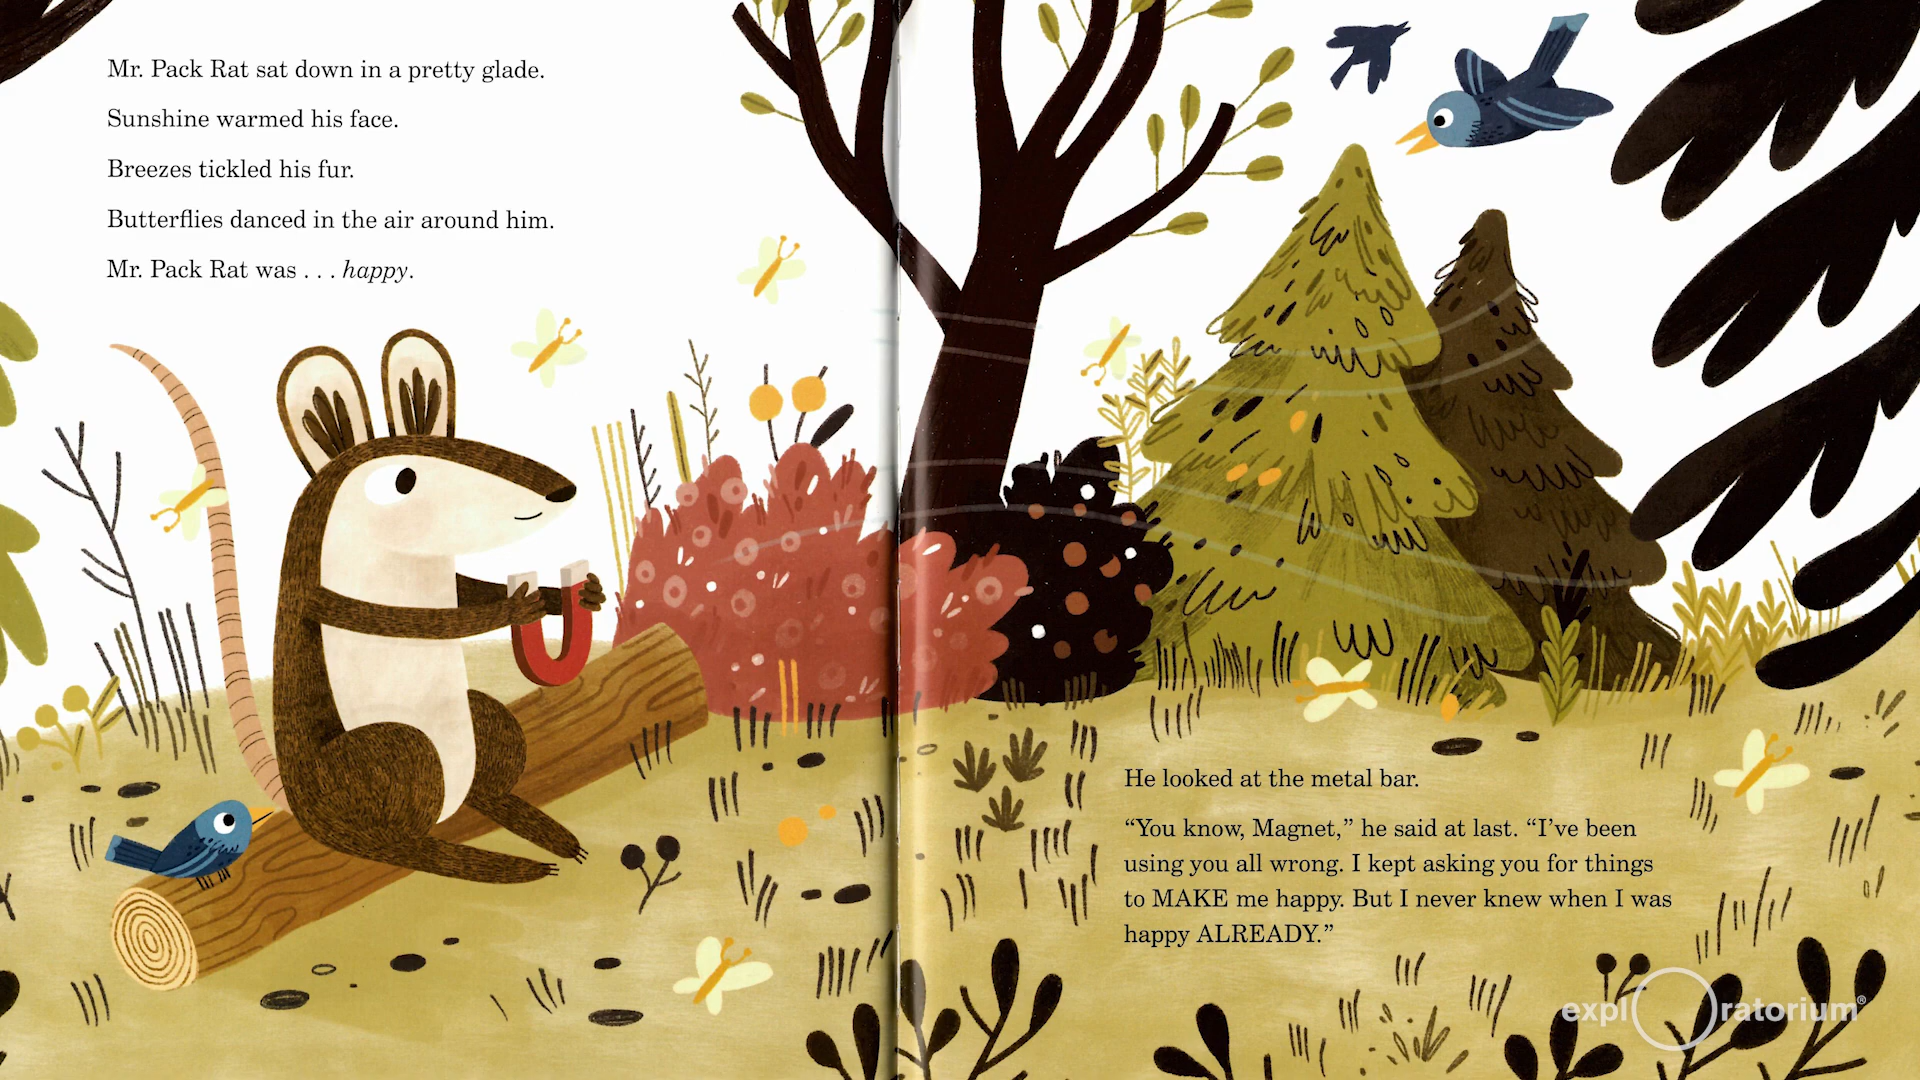 Mr. Pack Rat sat down in a pretty glade.
Sunshine warmed his face.
Breezes tickled his fur.
Butterflies danced in the air around him.
Mr. Pack Rat was . . . happy.
He looked at the metal bar.
“You know, Magnet,” he said at last. “I’ve been
using you all wrong. I kept asking you for things
to MAKE me happy. But I never knew when I was
happy ALREADY.”
explOratorium®